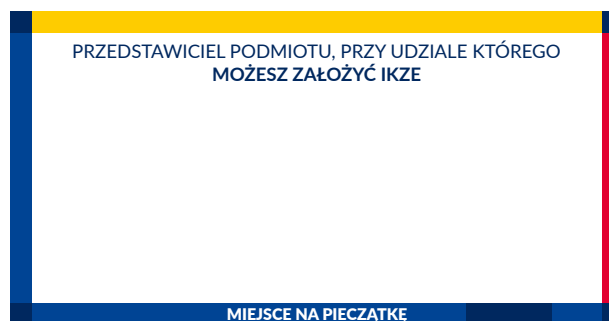 PRZEDSTAWICIEL PODMIOTU, PRZY UDZIALE KTÓREGO
MOŻESZ ZAŁOŻYĆ IKZE
MIEJSCE NA PIECZĄTKĘ